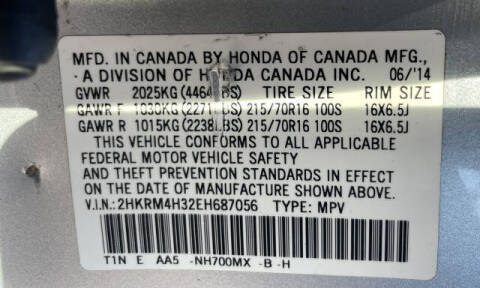 MFD. IN CANADA BY HONDA OF CANADA MFG.,
A DIVISION OF HONDA CANADA INC. 06/'14
GVWR 2025KG (4464LBS) TIRE SIZE RIM SIZE
GAWR F 1030KG (2271LBS) 215/70R16 100S 16X6.5J
GAWR R 1015KG (2238LBS) 215/70R16 100S 16X6.5J
THIS VEHICLE CONFORMS TO ALL APPLICABLE
FEDERAL MOTOR VEHICLE SAFETY
AND THEFT PREVENTION STANDARDS IN EFFECT
ON THE DATE OF MANUFACTURE SHOWN ABOVE.
V.I.N.: 2HKRM4H32EH687056 TYPE: MPV
T1N E AA5 -NH700MX -B -H